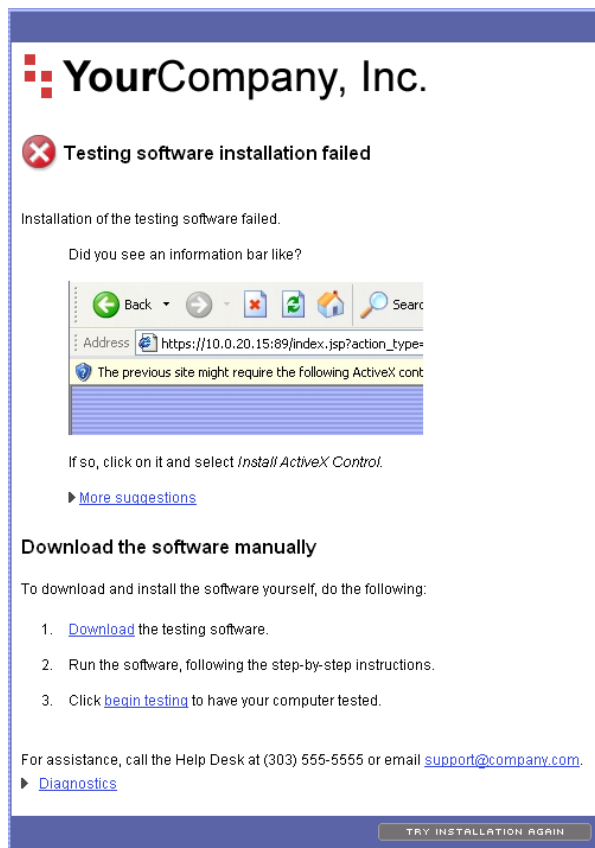 YourCompany, Inc.
Testing software installation failed
Installation of the testing software failed.
Did you see an information bar like?
Back
Address https://10.0.20.15:89/index.jsp?action_type=
The previous site might require the following ActiveX
If so, click on it and select Install ActiveX Control.
More suggestions
Download the software manually
To download and install the software yourself, do the following:
1. Download the testing software.
2. Run the software, following the step-by-step instructions.
3. Click begin testing to have your computer tested.
For assistance, call the Help Desk at (303) 555-5555 or email support@company.com.
Diagnostics
TRY INSTALLATION AGAIN